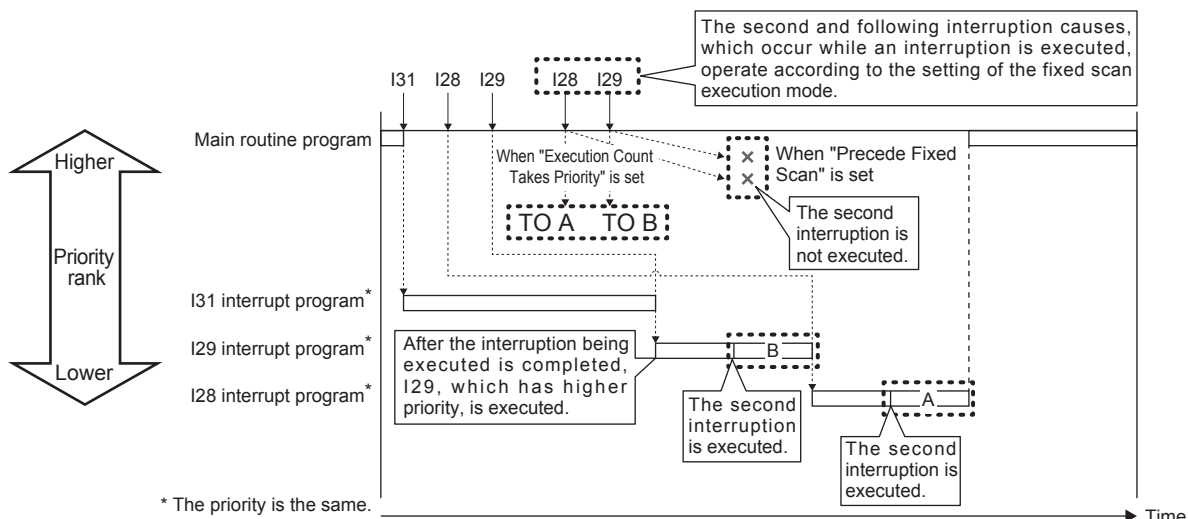 The second and following interruption causes,
which occur while an interruption is executed,
operate according to the setting of the fixed scan
execution mode.
I31 I28 I29 I28 I29
Main routine program
Higher
Priority
rank
Lower
When "Execution Count
Takes Priority" is set
When "Precede Fixed
Scan" is set
TO A TO B
The second
interruption is
not executed.
I31 interrupt program*
I29 interrupt program*
I28 interrupt program*
After the interruption being
executed is completed,
I29, which has higher
priority, is executed.
B
A
The second
interruption
is executed.
The second
interruption is
executed.
* The priority is the same.
Time